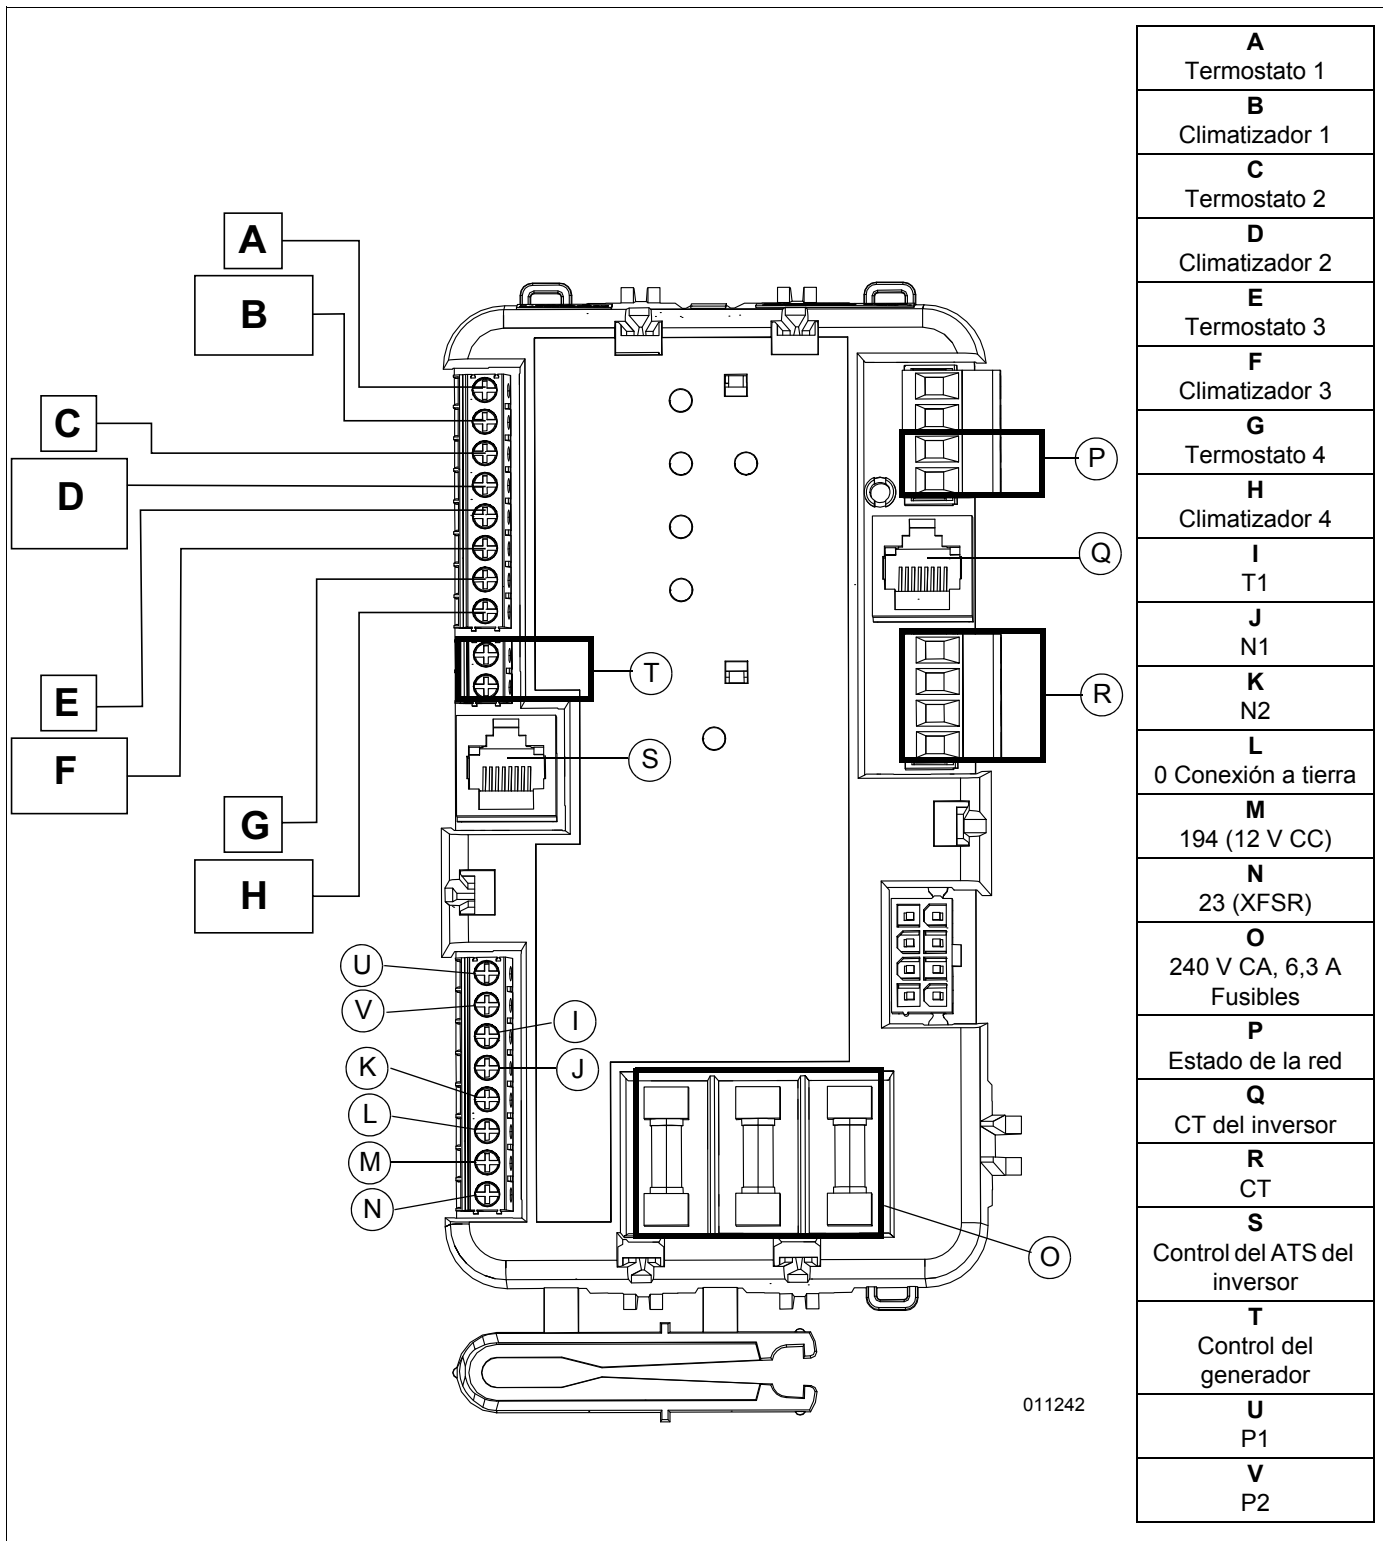 A
B
C
D
E
F
G
H
T
S
U
V
I
J
K
L
M
N
P
Q
R
O
011242
A
Termostato 1
B
Climatizador 1
C
Termostato 2
D
Climatizador 2
E
Termostato 3
F
Climatizador 3
G
Termostato 4
H
Climatizador 4
I
T1
J
N1
K
N2
L
0 Conexión a tierra
M
194 (12 V CC)
N
23 (XFSR)
O
240 V CA, 6,3 A
Fusibles
P
Estado de la red
Q
CT del inversor
R
CT
S
Control del ATS del
inversor
T
Control del
generador
U
P1
V
P2